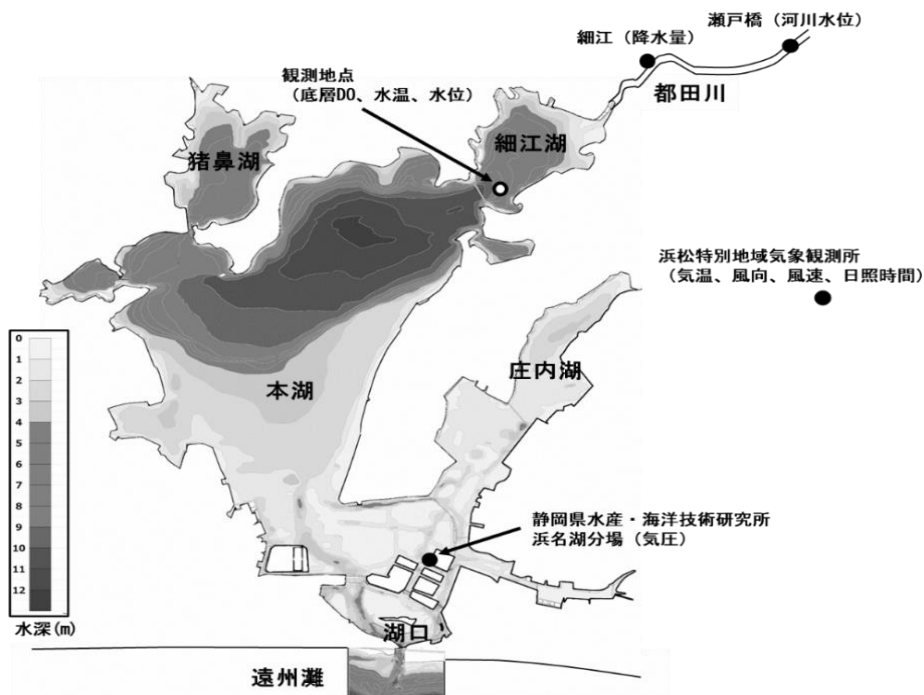 瀬戸橋（河川水位）
細江（降水量）
都田川
観測地点
（底層DO、水温、水位）
細江湖
猪鼻湖
浜松特別地域気象観測所
（気温、風向、風速、日照時間）
庄内湖
本湖
0
1
2
3
4
5
6
7
8
9
10
11
12
水深(m)
静岡県水産・海洋技術研究所
浜名湖分場（気圧）
湖口
遠州灘